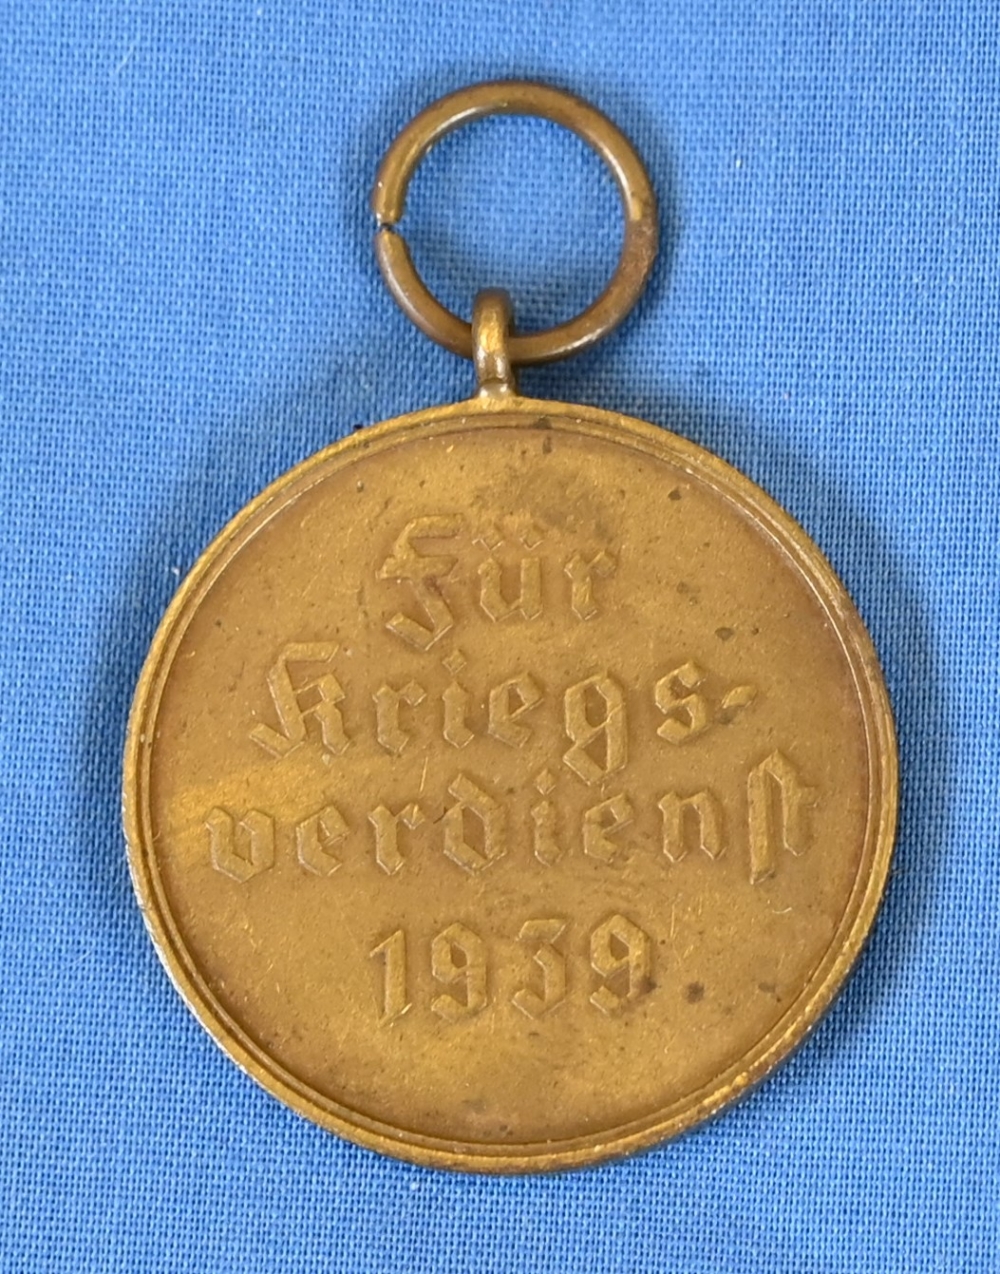 Für
Kriegs-
verdienst
1939